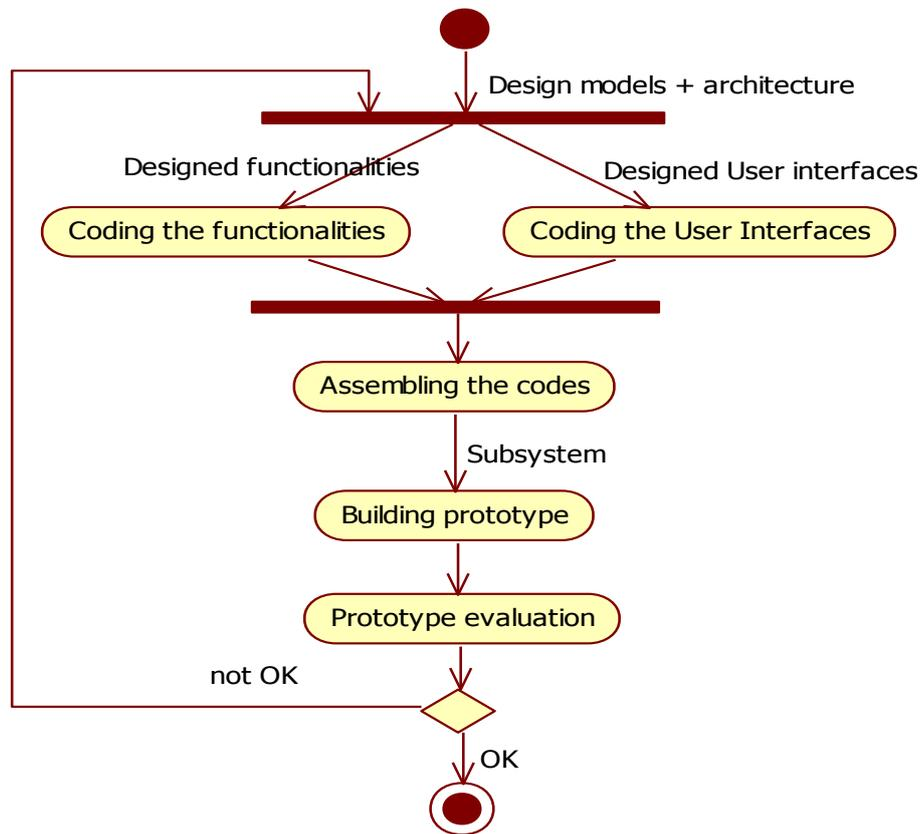 Design models + architecture
Designed functionalities
Designed User interfaces
Coding the functionalities
Coding the User Interfaces
Assembling the codes
Subsystem
Building prototype
Prototype evaluation
not OK
OK